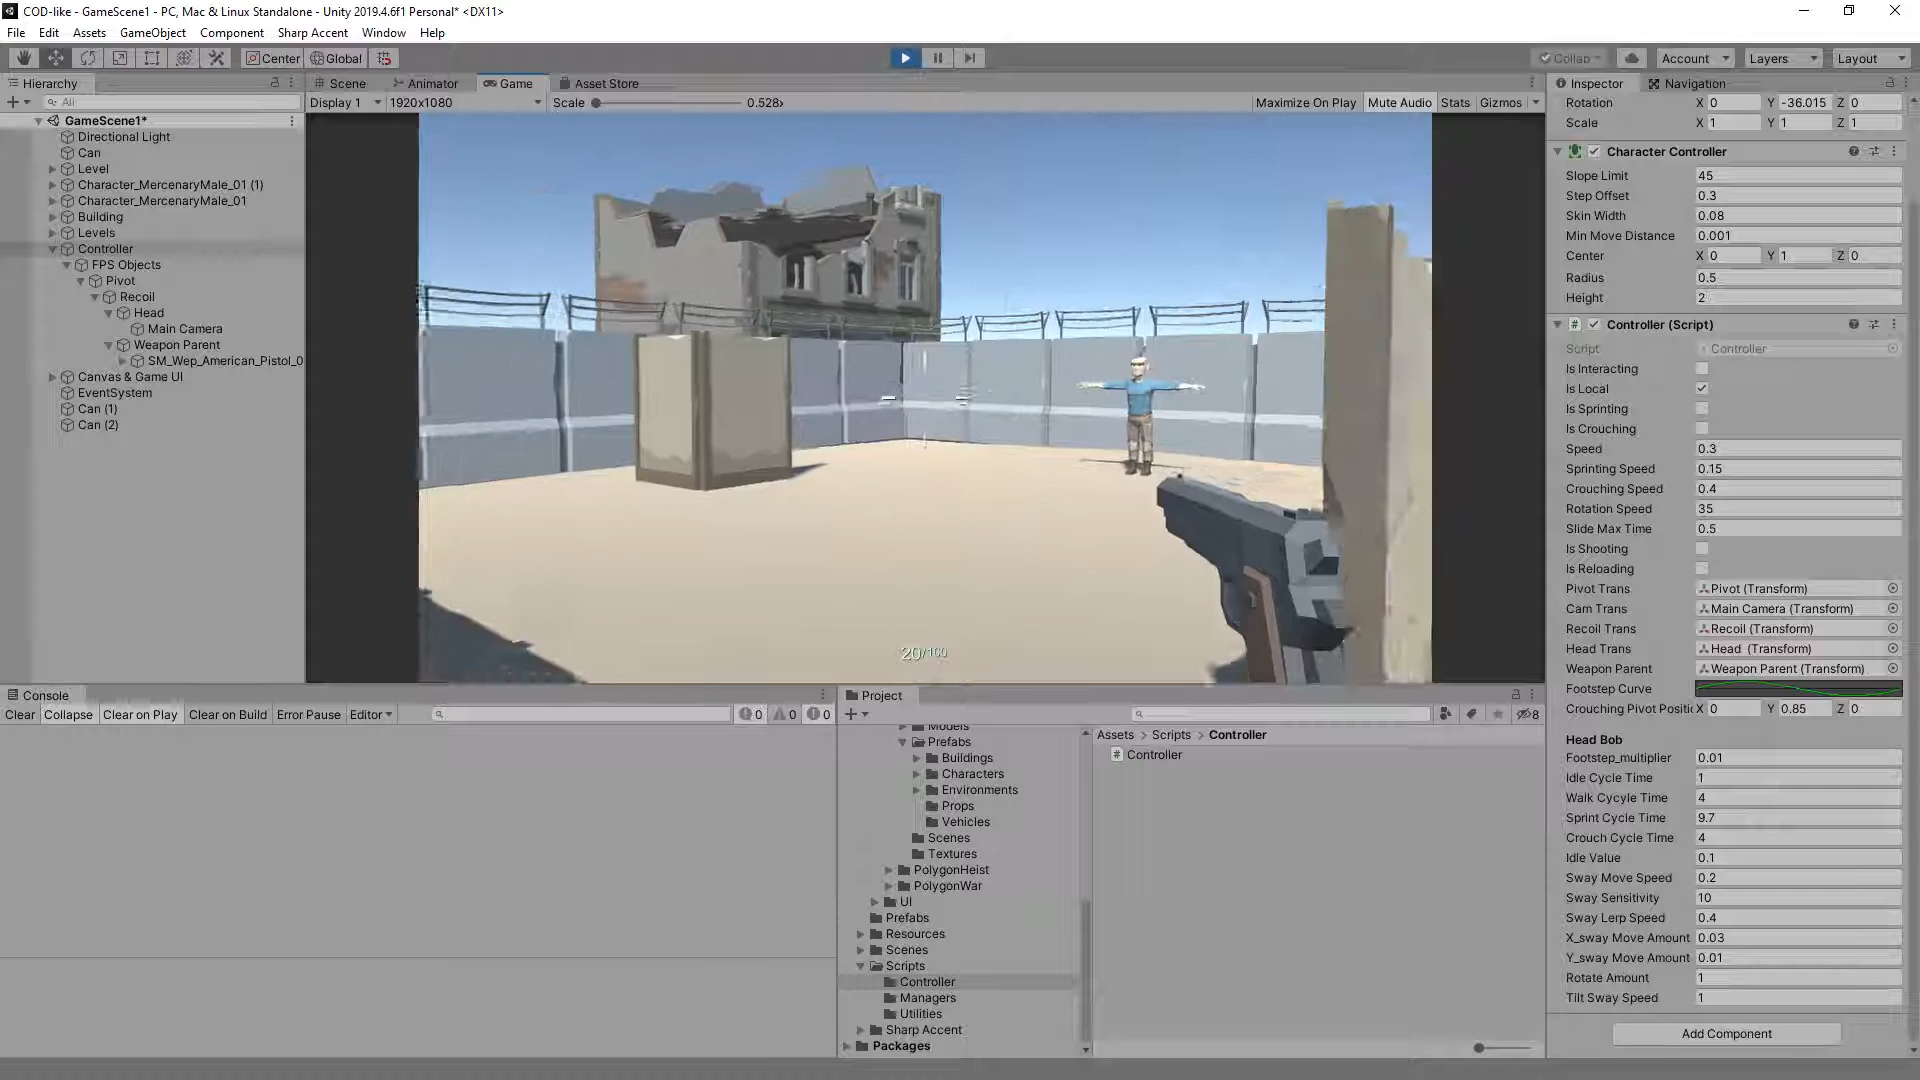 COD-like - GameScene1 - PC, Mac & Linux Standalone - Unity 2019.4.6f1 Personal* <DX11>
File Edit Assets GameObject Component Sharp Accent Window Help
Center Global Collab Account Layers Layout
Hierarchy
All
GameScene1*
Directional Light
Can
Level
Character_MercenaryMale_01 (1)
Character_MercenaryMale_01
Building
Levels
Controller
FPS Objects
Pivot
Recoil
Head
Main Camera
Weapon Parent
SM_Wep_American_Pistol_0
Canvas & Game UI
EventSystem
Can (1)
Can (2)
Scene Animator Game Asset Store
Display 1 1920x1080 Scale 0.528x Maximize On Play Mute Audio Stats Gizmos
20/160
Inspector Navigation
Rotation X 0 Y -36.015 Z 0
Scale X 1 Y 1 Z 1
Character Controller
Slope Limit 45
Step Offset 0.3
Skin Width 0.08
Min Move Distance 0.001
Center X 0 Y 1 Z 0
Radius 0.5
Height 2
Controller (Script)
Script Controller
Is Interacting
Is Local
Is Sprinting
Is Crouching
Speed 0.3
Sprinting Speed 0.15
Crouching Speed 0.4
Rotation Speed 35
Slide Max Time 0.5
Is Shooting
Is Reloading
Pivot Trans Pivot (Transform)
Cam Trans Main Camera (Transform)
Recoil Trans Recoil (Transform)
Head Trans Head (Transform)
Weapon Parent Weapon Parent (Transform)
Footstep Curve
Crouching Pivot Positic X 0 Y 0.85 Z 0
Head Bob
Footstep_multiplier 0.01
Idle Cycle Time 1
Walk Cycyle Time 4
Sprint Cycle Time 9.7
Crouch Cycle Time 4
Idle Value 0.1
Sway Move Speed 0.2
Sway Sensitivity 10
Sway Lerp Speed 0.4
X_sway Move Amount 0.03
Y_sway Move Amount 0.01
Rotate Amount 1
Tilt Sway Speed 1
Add Component
Console
Clear Collapse Clear on Play Clear on Build Error Pause Editor 0 0 0
Project
8
Models
Prefabs
Buildings
Characters
Environments
Props
Vehicles
Scenes
Textures
PolygonHeist
PolygonWar
UI
Prefabs
Resources
Scenes
Scripts
Controller
Managers
Utilities
Sharp Accent
Packages
Assets > Scripts > Controller
Controller